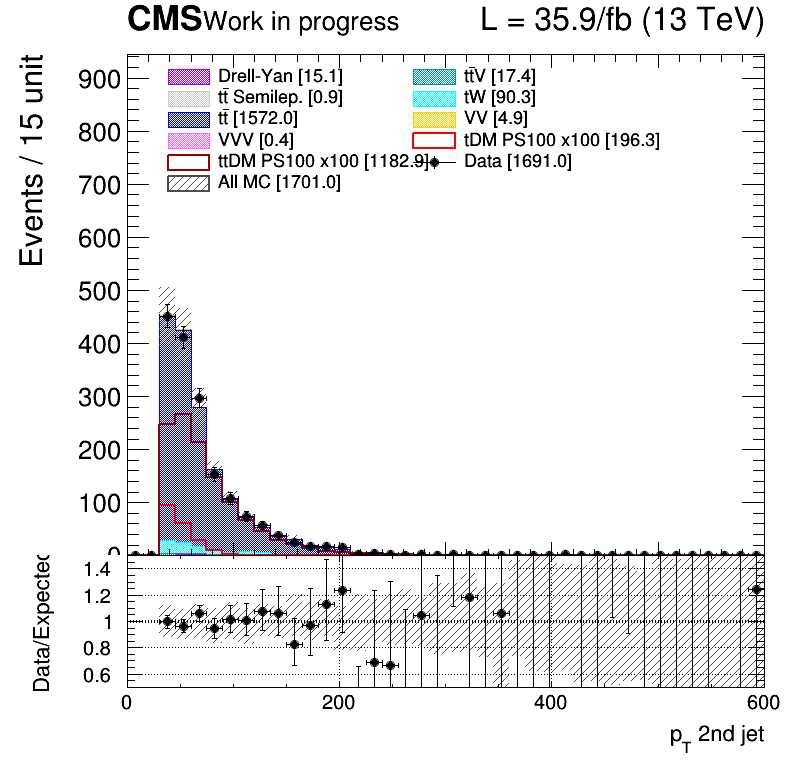 CMS Work in progress L = 35.9/fb (13 TeV)
Events / 15 unit
900
800
700
600
500
400
300
200
100
0
Drell-Yan [15.1]
tt̄ Semilep. [0.9]
tt̄ [1572.0]
VVV [0.4]
ttDM PS100 x100 [1182.9]
All MC [1701.0]
tt̄V [17.4]
tW [90.3]
VV [4.9]
tDM PS100 x100 [196.3]
Data [1691.0]
Data/Expected
1.4
1.2
1
0.8
0.6
0 200 400 600
p_T 2nd jet